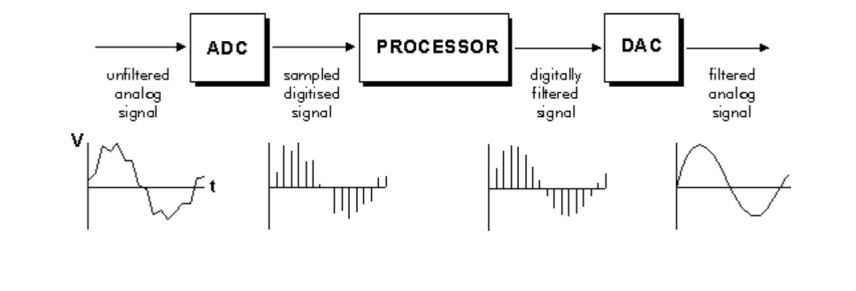 ADC
PROCESSOR
DAC
unfiltered
analog
signal
sampled
digitised
signal
digitally
filtered
signal
filtered
analog
signal
V
t